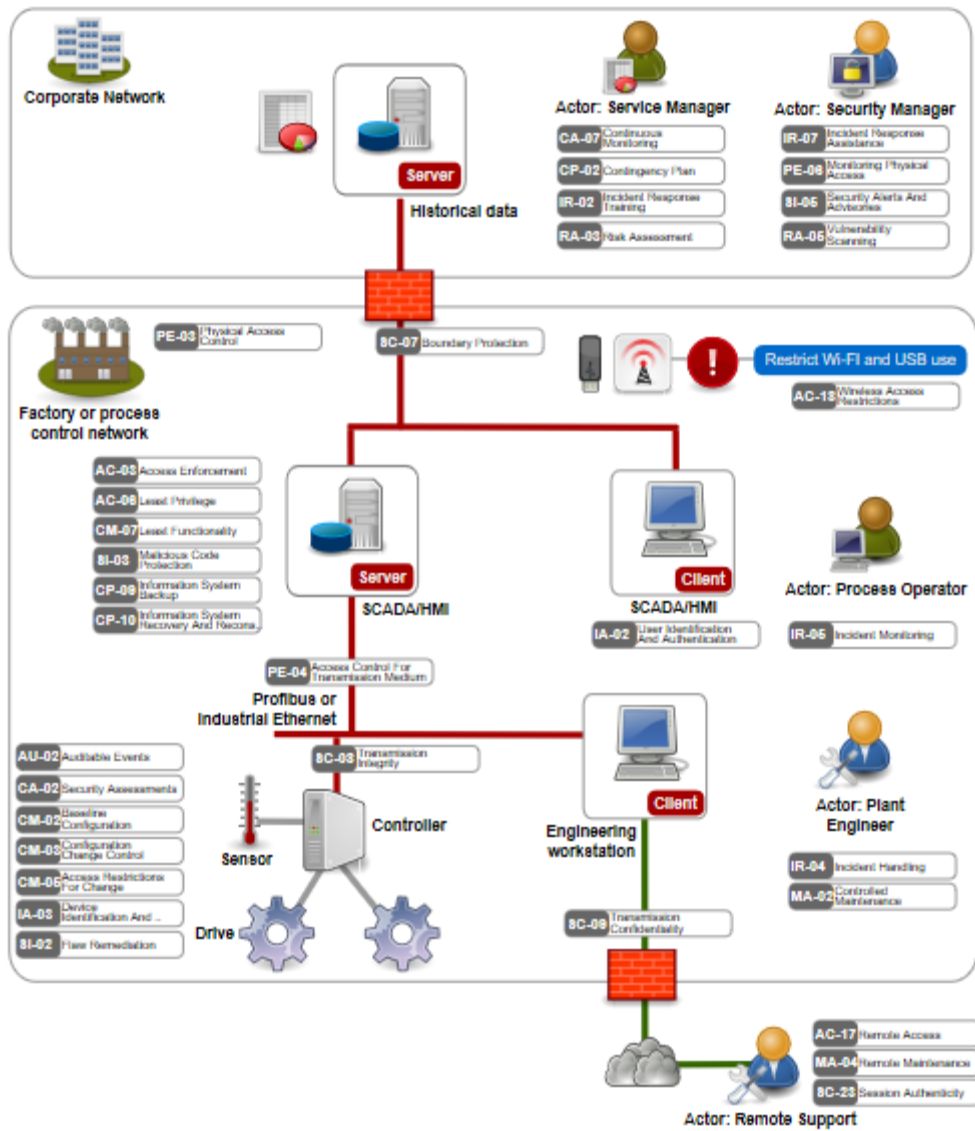 Corporate Network
Server
Historical data
Actor: Service Manager
CA-07 Continuous Monitoring
CP-02 Contingency Plan
IR-02 Incident Response Training
RA-03 Risk Assessment
Actor: Security Manager
IR-07 Incident Response Assistance
PE-06 Monitoring Physical Access
SI-05 Security Alerts And Advisories
RA-05 Vulnerability Scanning
Factory or process
control network
PE-03 Physical Access Control
SC-07 Boundary Protection
Restrict Wi-FI and USB use
AC-18 Wireless Access Restrictions
AC-03 Access Enforcement
AC-06 Least Privilege
CM-07 Least Functionality
SI-03 Malicious Code Protection
CP-09 Information System Backup
CP-10 Information System Recovery And Recons...
Server
SCADA/HMI
Client
SCADA/HMI
IA-02 User Identification And Authentication
Actor: Process Operator
IR-05 Incident Monitoring
PE-04 Access Control For Transmission Medium
Profibus or
Industrial Ethernet
SC-08 Transmission Integrity
AU-02 Auditable Events
CA-02 Security Assessments
CM-02 Baseline Configuration
CM-03 Configuration Change Control
CM-05 Access Restrictions For Change
IA-03 Device Identification And ..
SI-02 Flaw Remediation
Sensor
Controller
Drive
Client
Engineering
workstation
Actor: Plant
Engineer
IR-04 Incident Handling
MA-02 Controlled Maintenance
SC-09 Transmission Confidentiality
AC-17 Remote Access
MA-04 Remote Maintenance
SC-23 Session Authenticity
Actor: Remote Support